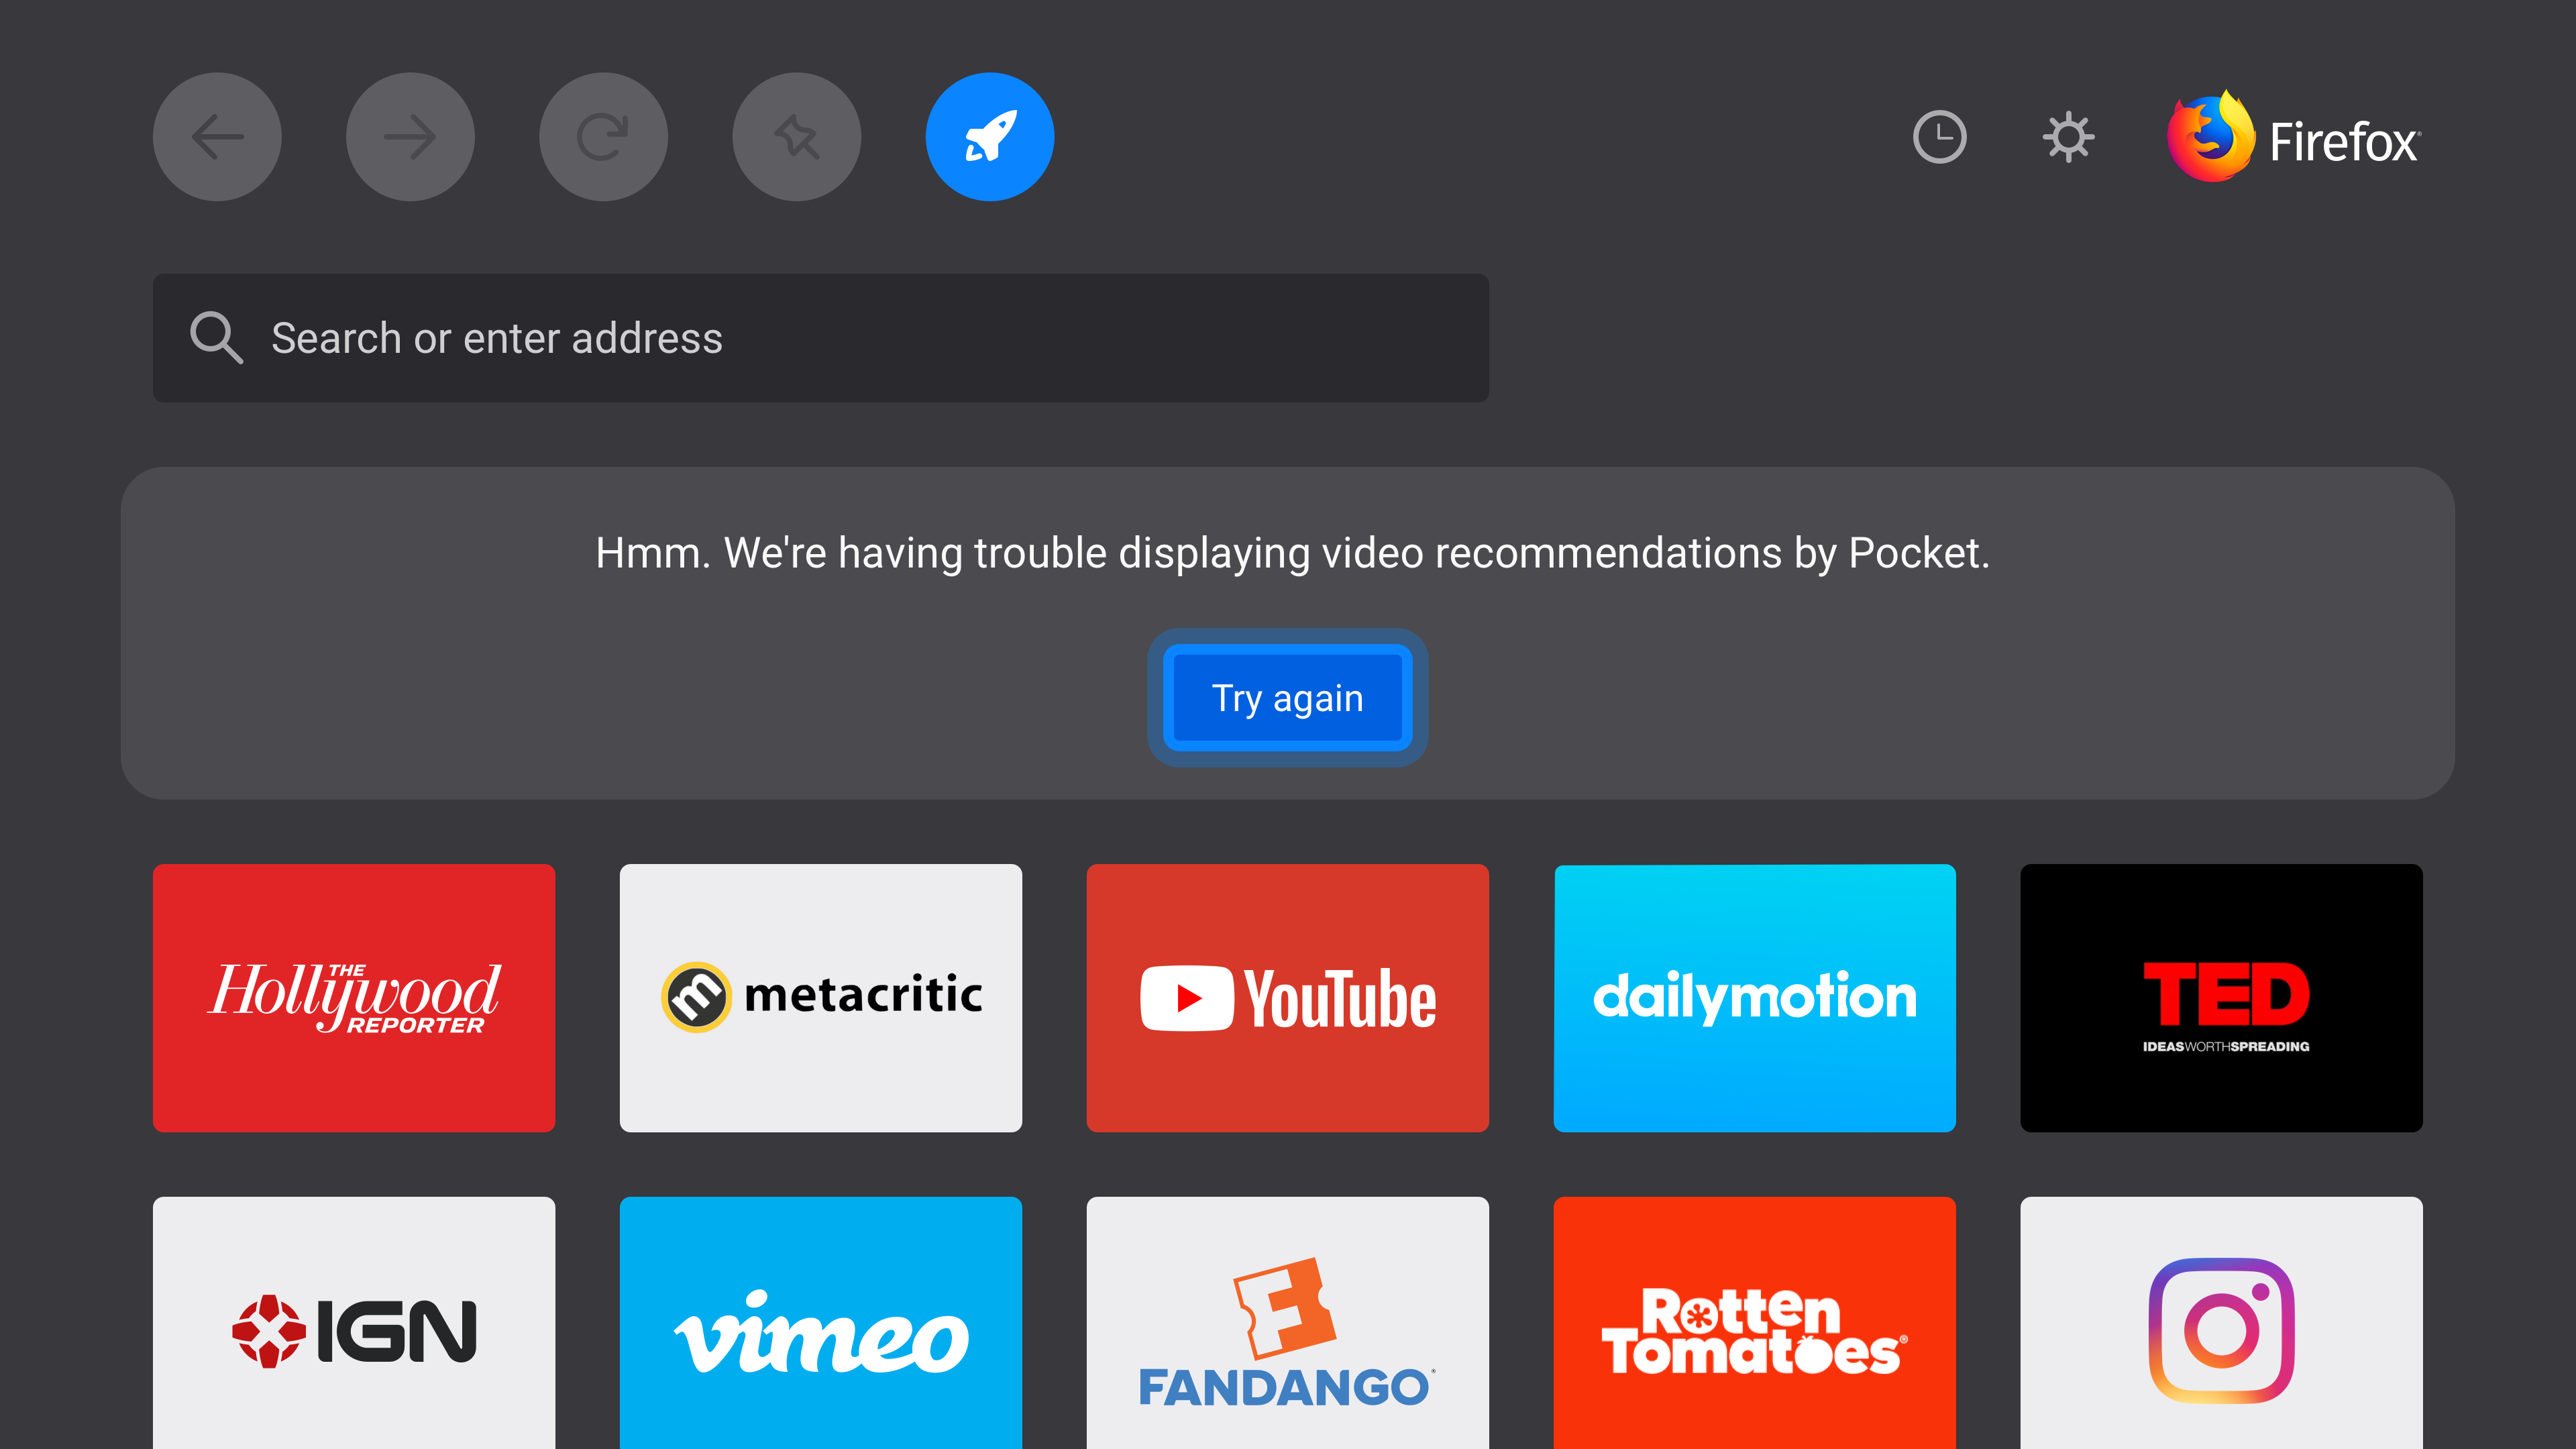 Firefox
Search or enter address
Hmm. We're having trouble displaying video recommendations by Pocket.
Try again
THE
Hollywood
REPORTER
m metacritic
YouTube
dailymotion
TED
IDEASWORTHSPREADING
IGN
vimeo
FANDANGO
Rotten
Tomatoes®